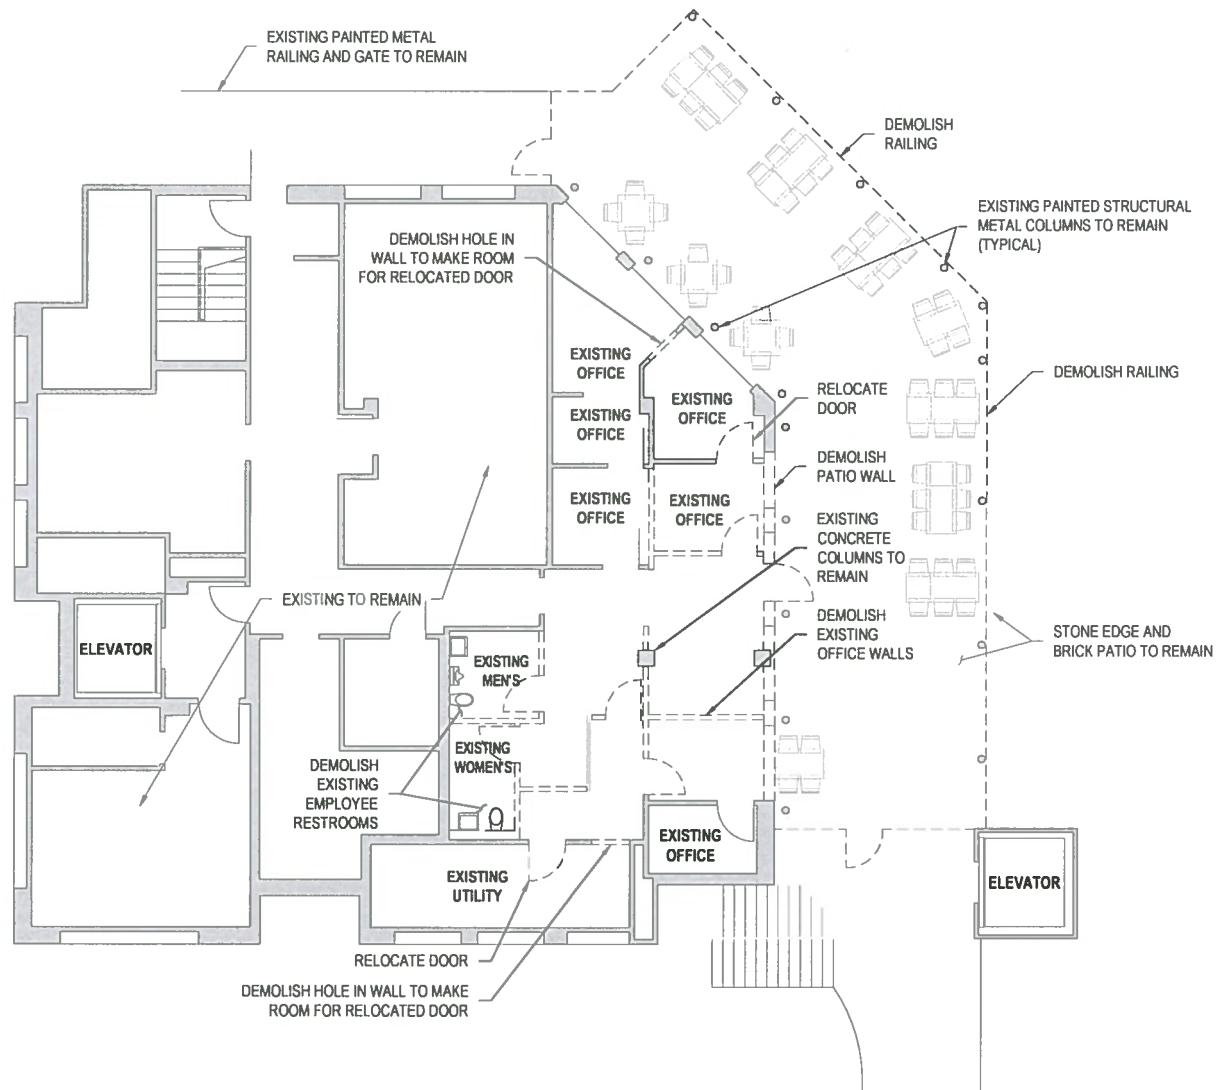 EXISTING PAINTED METAL
RAILING AND GATE TO REMAIN
DEMOLISH
RAILING
EXISTING PAINTED STRUCTURAL
METAL COLUMNS TO REMAIN
(TYPICAL)
DEMOLISH HOLE IN
WALL TO MAKE ROOM
FOR RELOCATED DOOR
EXISTING
OFFICE
EXISTING
OFFICE
DEMOLISH RAILING
RELOCATE
DOOR
EXISTING
OFFICE
DEMOLISH
PATIO WALL
EXISTING
OFFICE
EXISTING
OFFICE
EXISTING
CONCRETE
COLUMNS TO
REMAIN
EXISTING TO REMAIN
DEMOLISH
EXISTING
OFFICE WALLS
STONE EDGE AND
BRICK PATIO TO REMAIN
ELEVATOR
EXISTING
MEN'S
EXISTING
WOMEN'S
DEMOLISH
EXISTING
EMPLOYEE
RESTROOMS
EXISTING
OFFICE
EXISTING
UTILITY
ELEVATOR
RELOCATE DOOR
DEMOLISH HOLE IN WALL TO MAKE
ROOM FOR RELOCATED DOOR